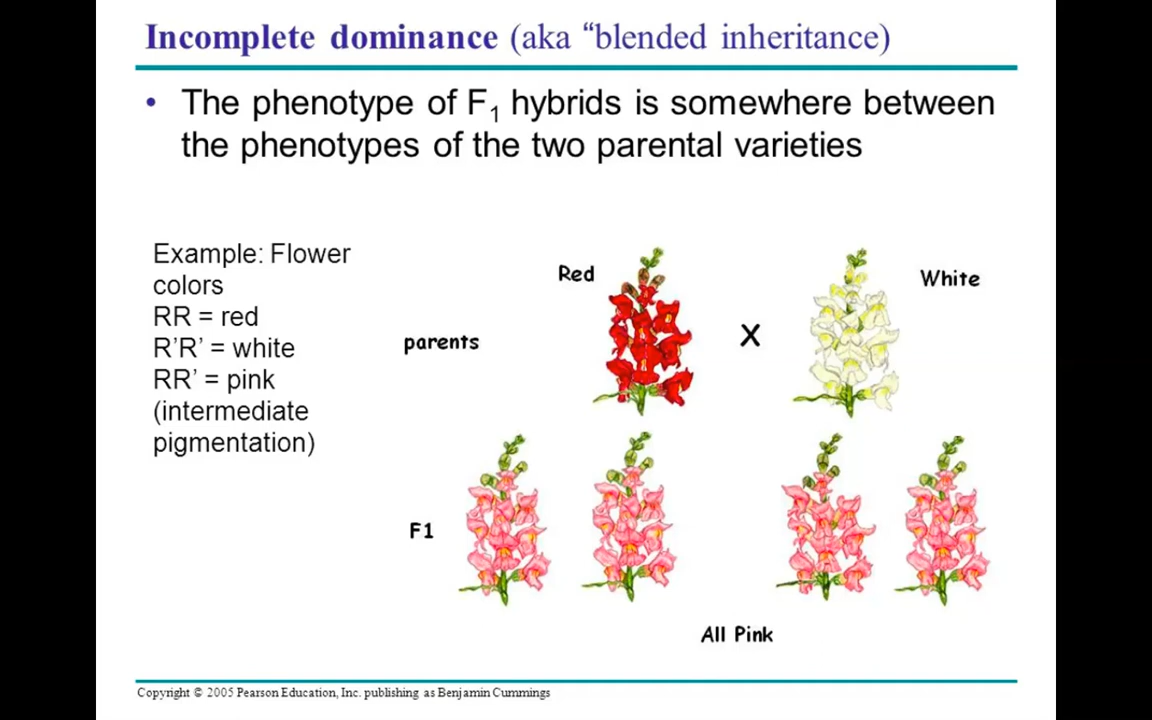 Incomplete dominance (aka “blended inheritance)
• The phenotype of F1 hybrids is somewhere between
the phenotypes of the two parental varieties
Example: Flower
colors
RR = red
R’R’ = white
RR’ = pink
(intermediate
pigmentation)
Red
White
parents
X
F1
All Pink
Copyright © 2005 Pearson Education, Inc. publishing as Benjamin Cummings